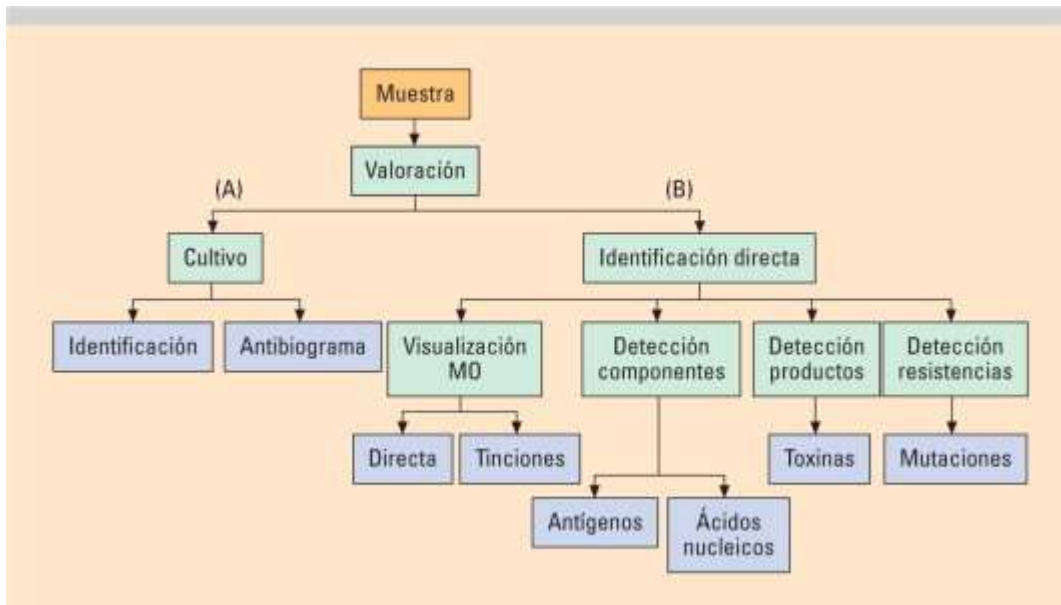 Muestra
Valoración
(A)
(B)
Cultivo
Identificación directa
Identificación
Antibiograma
Visualización
MO
Detección
componentes
Detección
productos
Detección
resistencias
Directa
Tinciones
Toxinas
Mutaciones
Antígenos
Ácidos
nucleicos